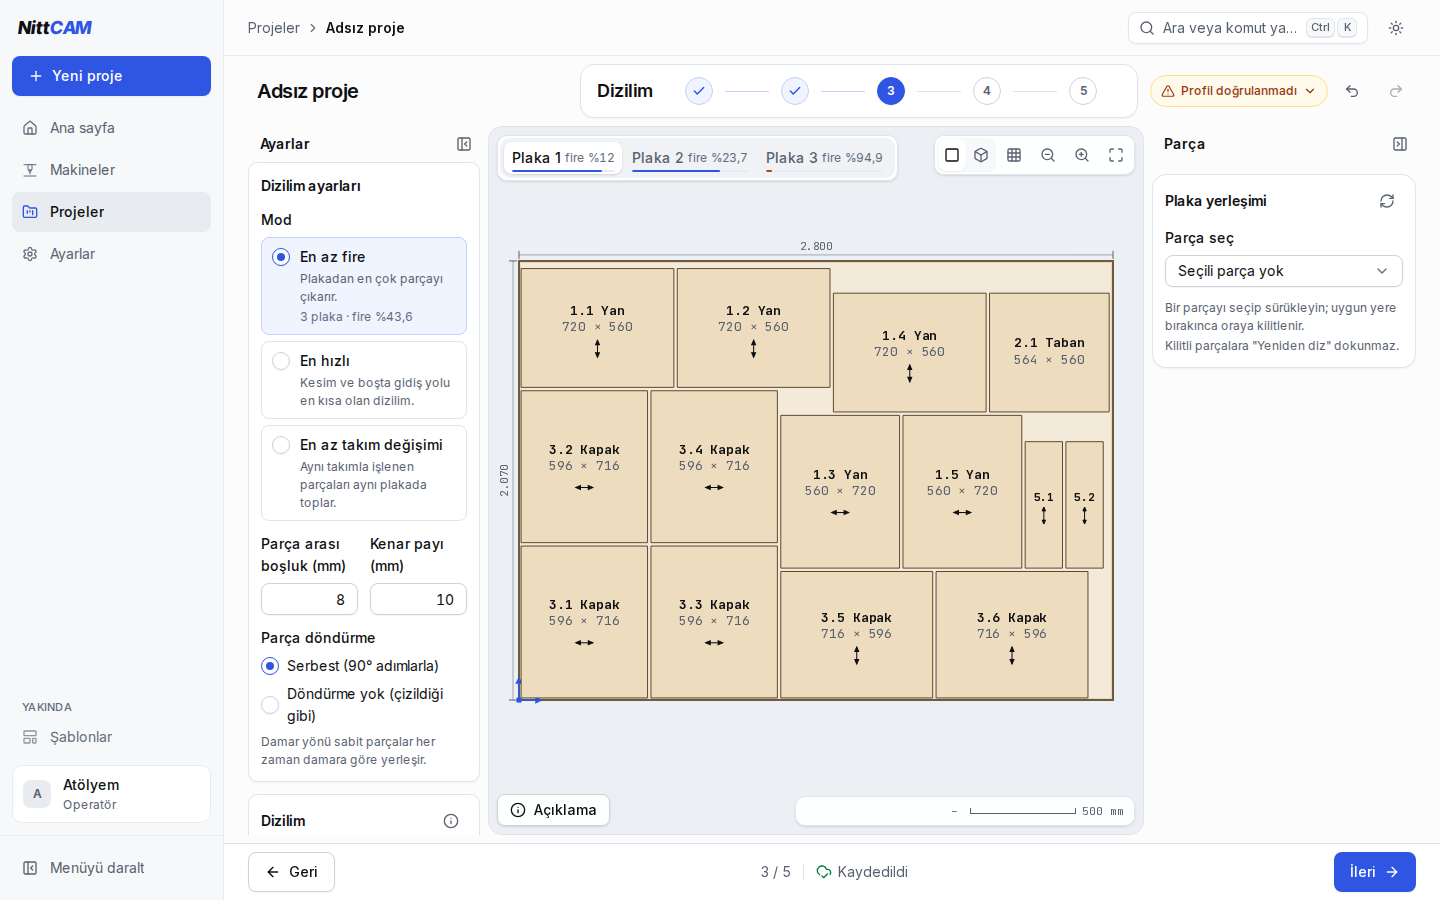 NittCAM
Yeni proje
Ana sayfa
Makineler
Projeler
Ayarlar
YAKINDA
Şablonlar
A
Atölyem
Operatör
Menüyü daralt
Projeler
Adsız proje
Ara veya komut ya...
Ctrl
K
Adsız proje
Dizilim
3
4
5
Profil doğrulanmadı
Ayarlar
Dizilim ayarları
Mod
En az fire
Plakadan en çok parçayı
çıkarır.
3 plaka · fire %43,6
En hızlı
Kesim ve boşta gidiş yolu
en kısa olan dizilim.
En az takım değişimi
Aynı takımla işlenen
parçaları aynı plakada
toplar.
Parça arası
boşluk (mm)
Kenar payı
(mm)
8
10
Parça döndürme
Serbest (90° adımlarla)
Döndürme yok (çizildiği
gibi)
Damar yönü sabit parçalar her
zaman damara göre yerleşir.
Dizilim
Plaka 1 fire %12
Plaka 2 fire %23,7
Plaka 3 fire %94,9
2.800
2.070
1.1 Yan
720 × 560
1.2 Yan
720 × 560
1.4 Yan
720 × 560
2.1 Taban
564 × 560
3.2 Kapak
596 × 716
3.4 Kapak
596 × 716
1.3 Yan
560 × 720
1.5 Yan
560 × 720
5.1
5.2
3.1 Kapak
596 × 716
3.3 Kapak
596 × 716
3.5 Kapak
716 × 596
3.6 Kapak
716 × 596
Açıklama
–
500 mm
Parça
Plaka yerleşimi
Parça seç
Seçili parça yok
Bir parçayı seçip sürükleyin; uygun yere
bırakınca oraya kilitlenir.
Kilitli parçalara "Yeniden diz" dokunmaz.
Geri
3 / 5
Kaydedildi
İleri